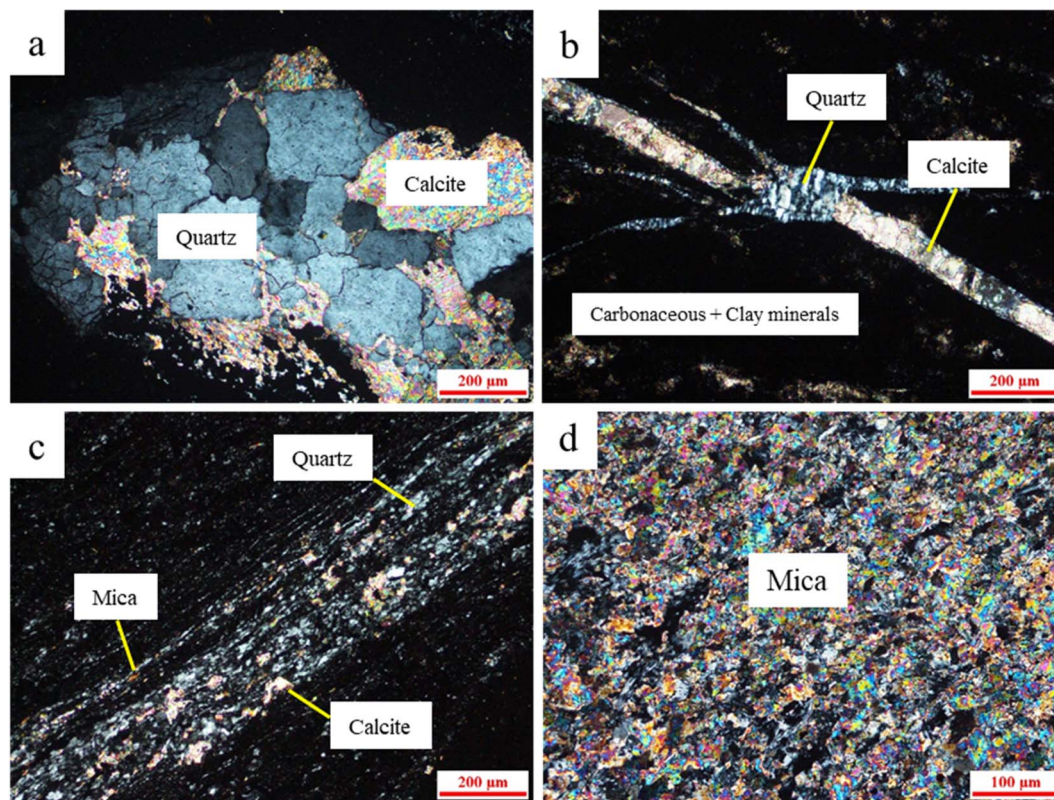 a
Calcite
Quartz
200 μm
b
Quartz
Calcite
Carbonaceous + Clay minerals
200 μm
c
Quartz
Mica
Calcite
200 μm
d
Mica
100 μm